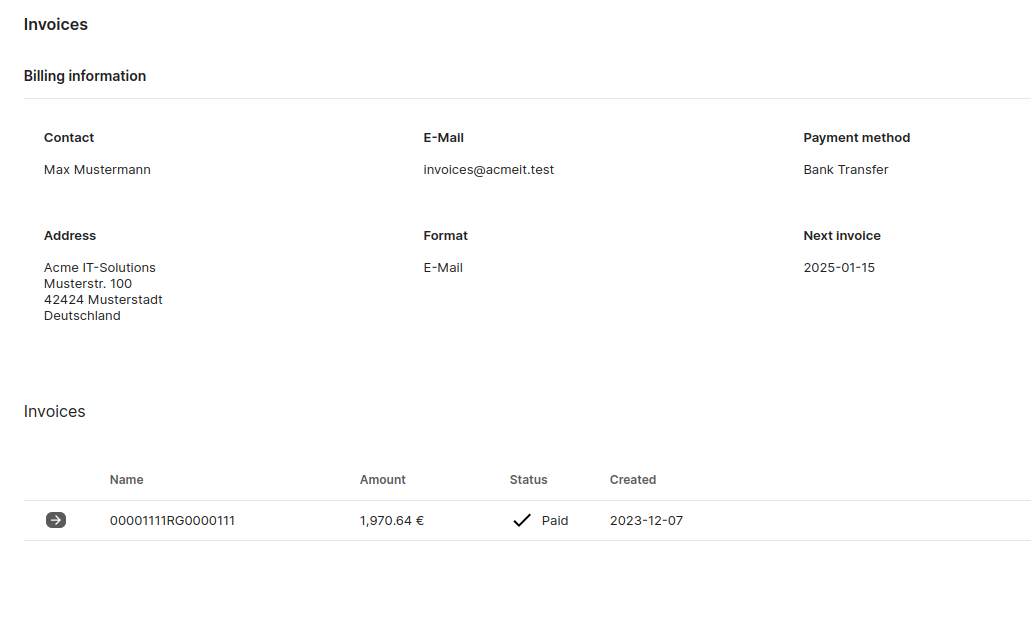 Invoices
Billing information
Contact
E-Mail
Payment method
Max Mustermann
invoices@acmeit.test
Bank Transfer
Address
Format
Next invoice
Acme IT-Solutions
E-Mail
2025-01-15
Musterstr. 100
42424 Musterstadt
Deutschland
Invoices
Name Amount Status Created
00001111RG0000111 1,970.64 € Paid 2023-12-07